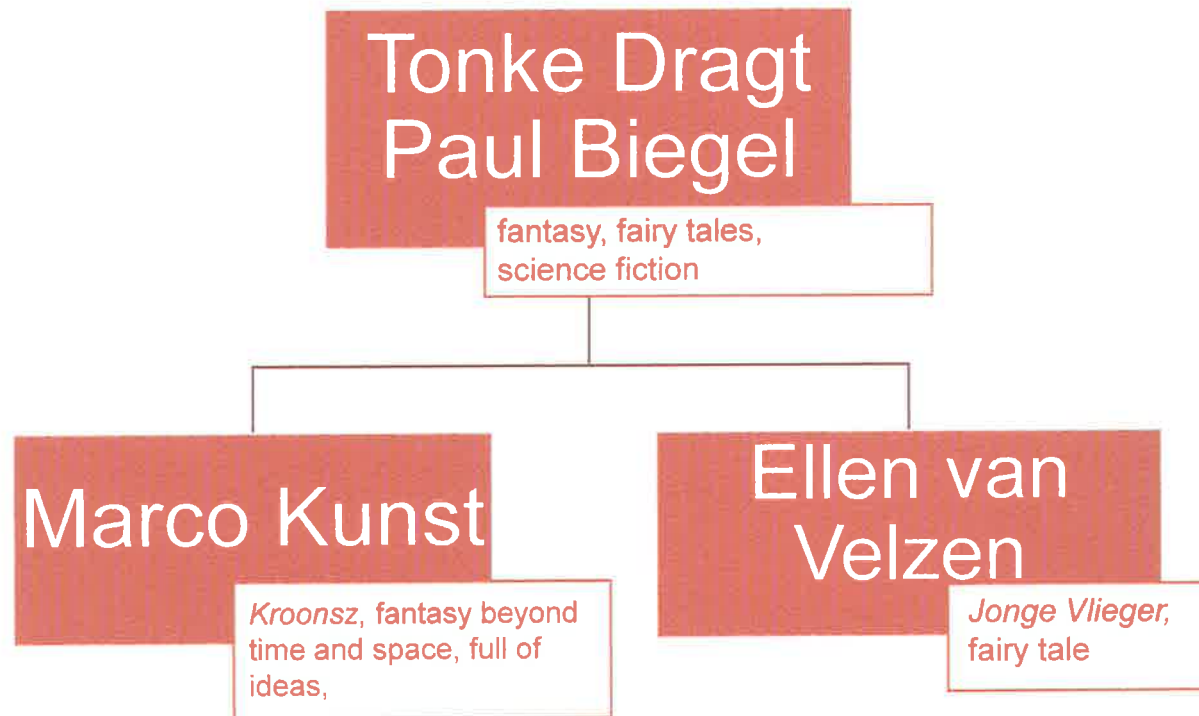 Tonke Dragt
Paul Biegel
fantasy, fairy tales,
science fiction
Marco Kunst
Kroonsz, fantasy beyond
time and space, full of
ideas,
Ellen van
Velzen
Jonge Vlieger,
fairy tale